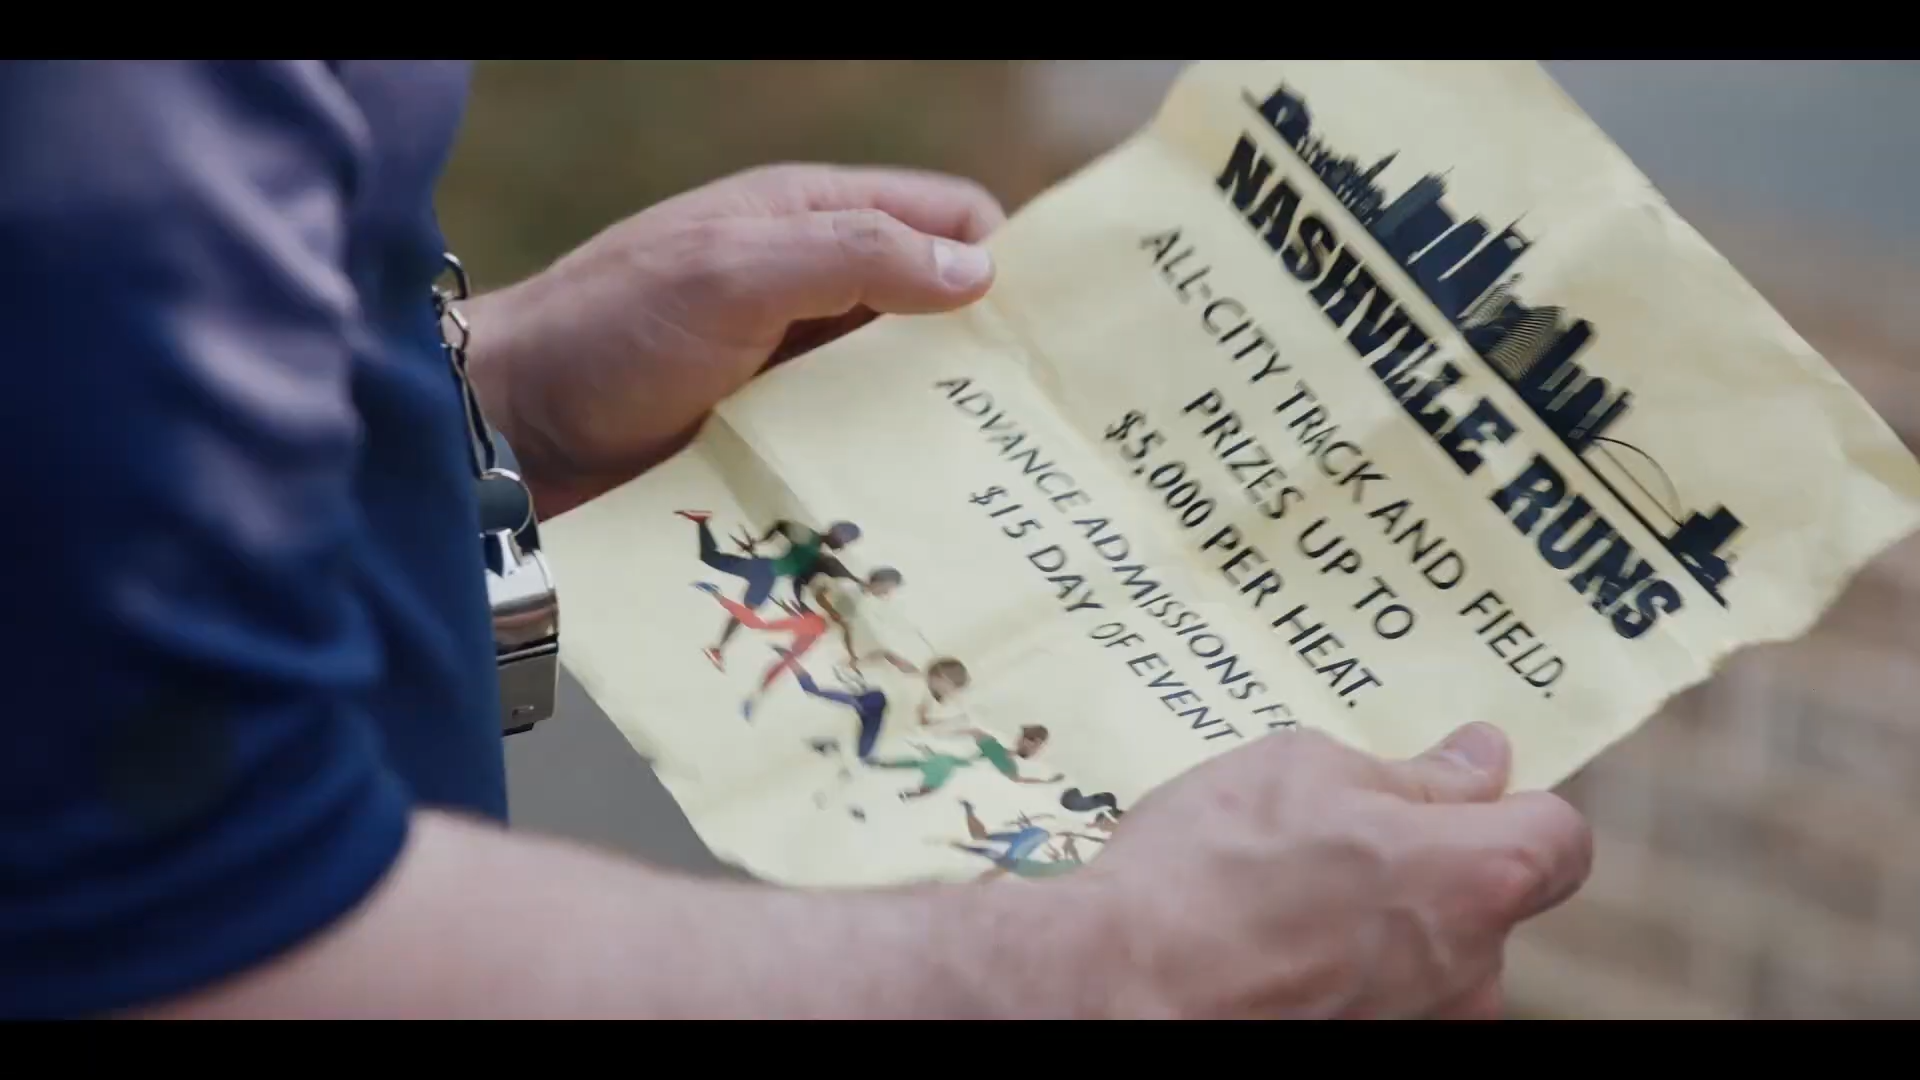 NASHVILLE RUNS
ALL-CITY TRACK AND FIELD.
PRIZES UP TO
$5,000 PER HEAT.
ADVANCE ADMISSIONS
$15 DAY OF EVENT